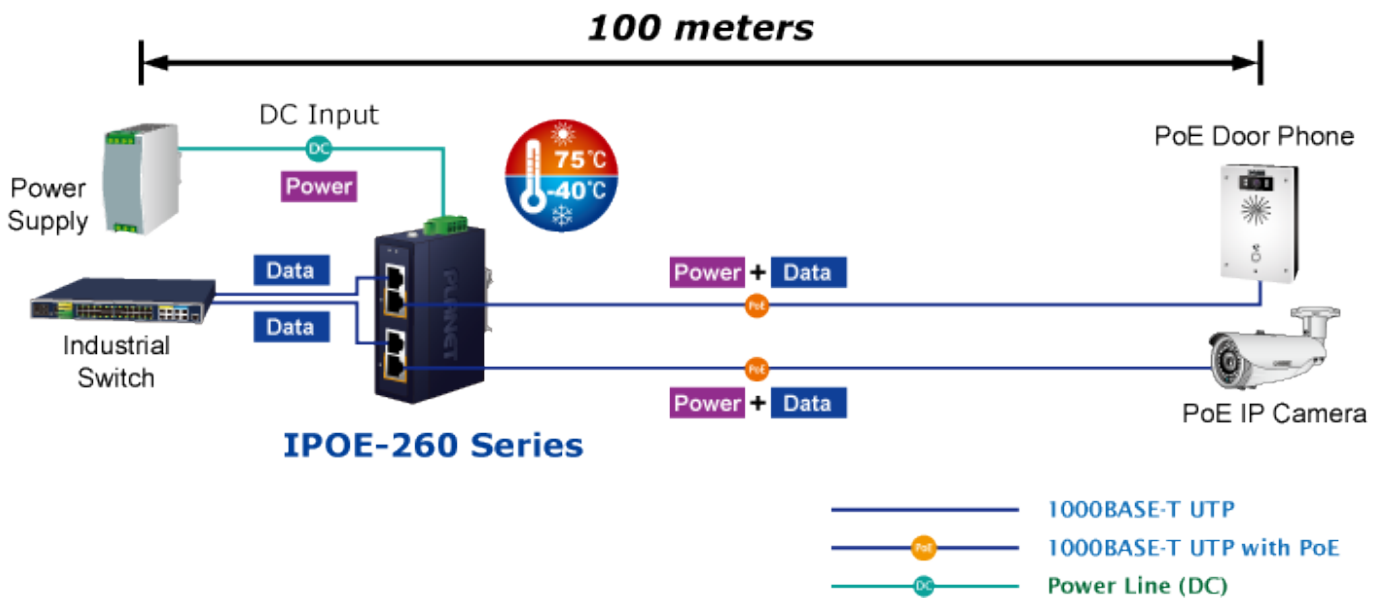 100 meters
DC Input
DC
Power
75°C
-40°C
PoE Door Phone
Power
Supply
Data
Power + Data
PoE
PLANET
Data
Industrial
Switch
PoE
Power + Data
PoE IP Camera
IPOE-260 Series
1000BASE-T UTP
PoE
1000BASE-T UTP with PoE
DC
Power Line (DC)